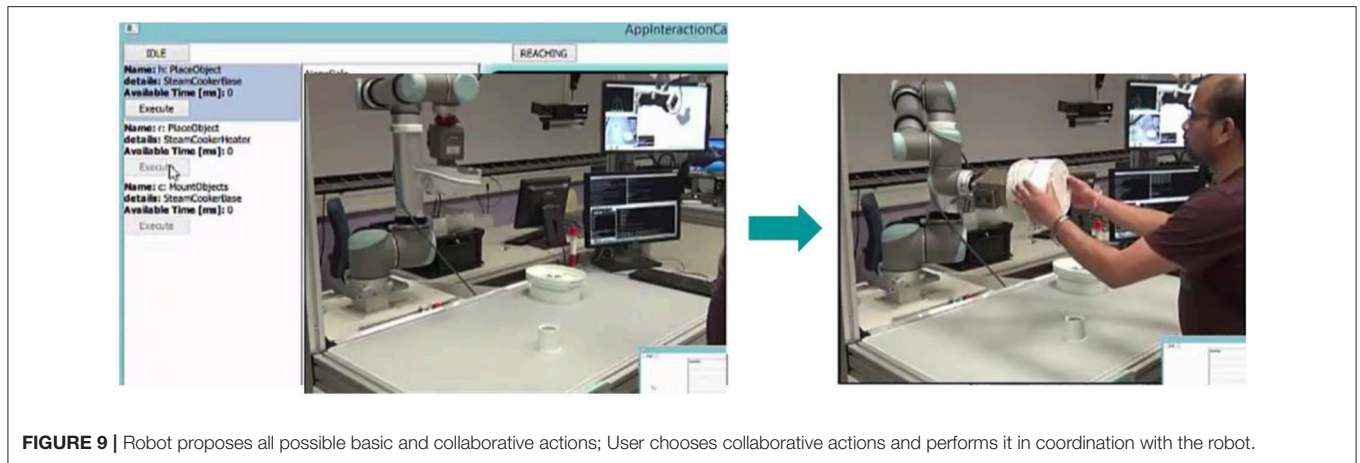 AppInteractionCa
IDLE
REACHING
Name: h: PlaceObject
details: SteamCookerBase
Available Time [ms]: 0
Execute
Name: r: PlaceObject
details: SteamCookerHeater
Available Time [ms]: 0
Execute
Name: c: MountObjects
details: SteamCookerBase
Available Time [ms]: 0
Execute
FIGURE 9 | Robot proposes all possible basic and collaborative actions; User chooses collaborative actions and performs it in coordination with the robot.